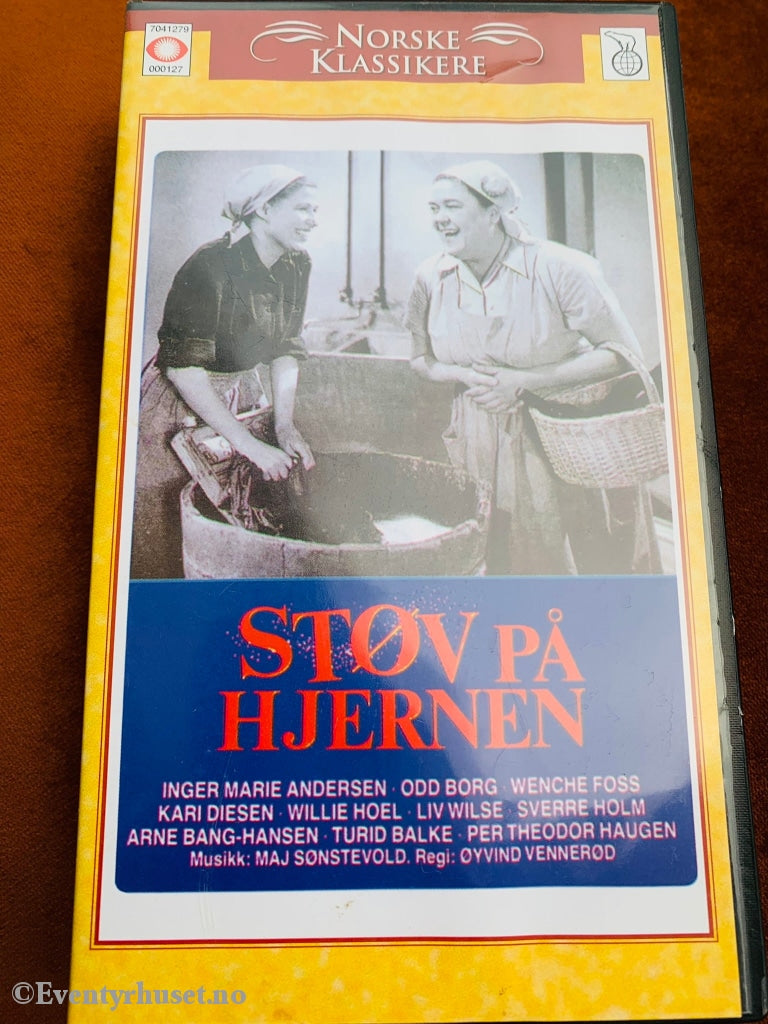 7041279
000127
NORSKE
KLASSIKERE
STØV PÅ
HJERNEN
INGER MARIE ANDERSEN · ODD BORG · WENCHE FOSS
KARI DIESEN · WILLIE HOEL · LIV WILSE · SVERRE HOLM
ARNE BANG-HANSEN · TURID BALKE · PER THEODOR HAUGEN
Musikk: MAJ SØNSTEVOLD. Regi: ØYVIND VENNERØD
©Eventyrhuset.no